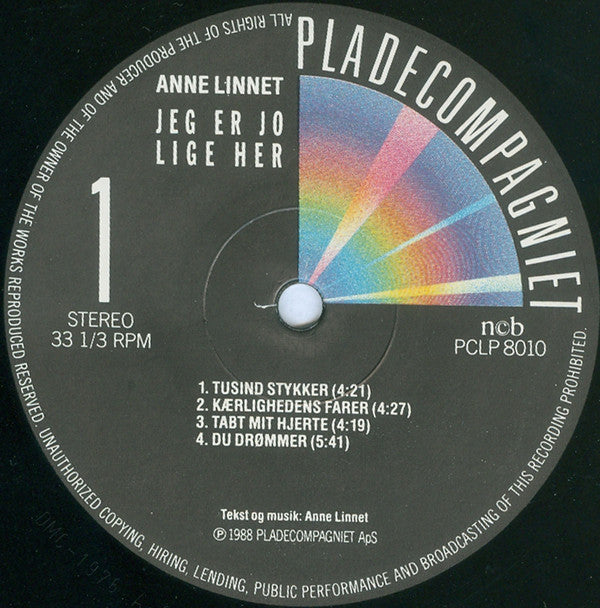 PLADECOMPAGNIET
ANNE LINNET
JEG ER JO
LIGE HER
1
STEREO
33 1/3 RPM
n©b
PCLP 8010
1. TUSIND STYKKER (4:21)
2. KÆRLIGHEDENS FARER (4:27)
3. TABT MIT HJERTE (4:19)
4. DU DRØMMER (5:41)
Tekst og musik: Anne Linnet
℗ 1988 PLADECOMPAGNIET ApS
ALL RIGHTS OF THE PRODUCER AND OF THE OWNER OF THE WORKS REPRODUCED RESERVED. UNAUTHORIZED COPYING, HIRING, LENDING, PUBLIC PERFORMANCE AND BROADCASTING OF THIS RECORDING PROHIBITED.